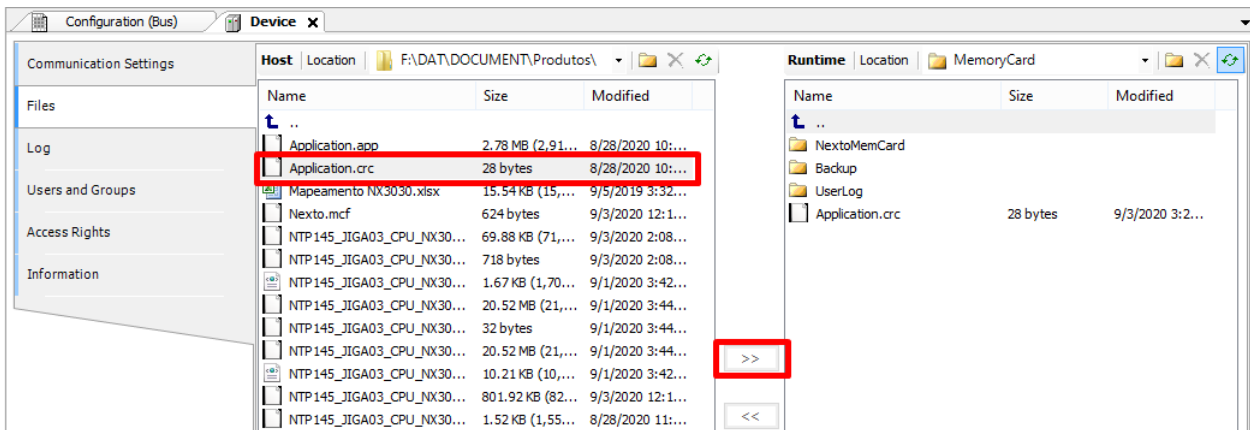 Configuration (Bus) Device X
Communication Settings
Files
Log
Users and Groups
Access Rights
Information
Host Location F:\DAT\DOCUMENT\Produtos\
Name Size Modified
..
Application.app 2.78 MB (2,91... 8/28/2020 10:...
Application.crc 28 bytes 8/28/2020 10:...
Mapeamento NX3030.xlsx 15.54 KB (15,... 9/5/2019 3:32...
Nexto.mcf 624 bytes 9/3/2020 12:1...
NTP145_JIGA03_CPU_NX30... 69.88 KB (71,... 9/3/2020 2:08...
NTP145_JIGA03_CPU_NX30... 718 bytes 9/3/2020 2:08...
NTP145_JIGA03_CPU_NX30... 1.67 KB (1,70... 9/1/2020 3:42...
NTP145_JIGA03_CPU_NX30... 20.52 MB (21,... 9/1/2020 3:44...
NTP145_JIGA03_CPU_NX30... 32 bytes 9/1/2020 3:44...
NTP145_JIGA03_CPU_NX30... 20.52 MB (21,... 9/1/2020 3:44...
NTP145_JIGA03_CPU_NX30... 10.21 KB (10,... 9/1/2020 3:42...
NTP145_JIGA03_CPU_NX30... 801.92 KB (82... 9/3/2020 12:1...
NTP145_JIGA03_CPU_NX30... 1.52 KB (1,55... 8/28/2020 11:...
>>
<<
Runtime Location MemoryCard
Name Size Modified
..
NextoMemCard
Backup
UserLog
Application.crc 28 bytes 9/3/2020 3:2...